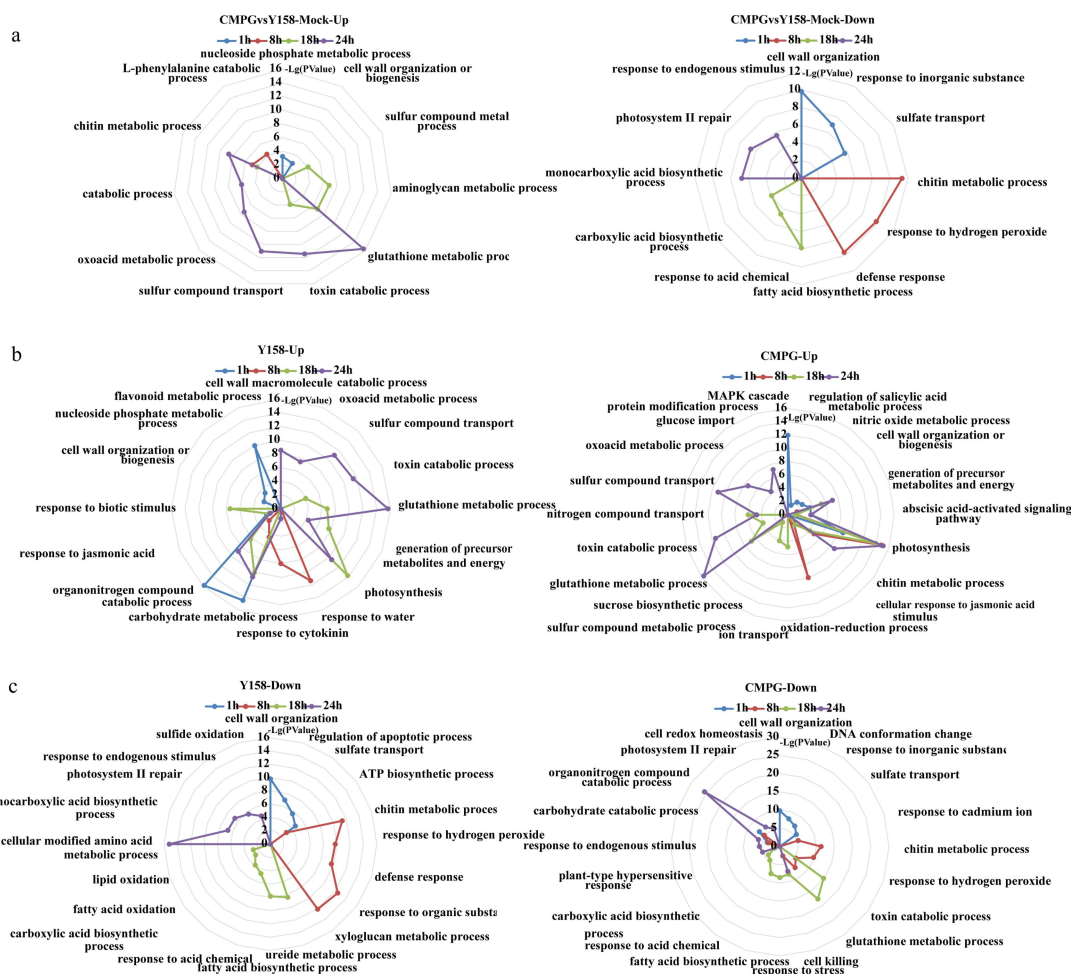 a
CMPGvsY158-Mock-Up
1h 8h 18h 24h
nucleoside phosphate metabolic process
-Lg(PValue)
cell wall organization or
biogenesis
sulfur compound metal
process
aminoglycan metabolic process
glutathione metabolic proc
toxin catabolic process
sulfur compound transport
oxoacid metabolic process
catabolic process
chitin metabolic process
L-phenylalanine catabolic
process
16
14
12
10
8
6
4
2
0
CMPGvsY158-Mock-Down
1h 8h 18h 24h
cell wall organization
-Lg(PValue)
response to inorganic substance
sulfate transport
chitin metabolic process
response to hydrogen peroxide
defense response
fatty acid biosynthetic process
response to acid chemical
carboxylic acid biosynthetic
process
monocarboxylic acid biosynthetic
process
photosystem II repair
response to endogenous stimulus
12
10
8
6
4
2
0
b
Y158-Up
1h 8h 18h 24h
cell wall macromolecule catabolic process
-Lg(PValue)
oxoacid metabolic process
sulfur compound transport
toxin catabolic process
glutathione metabolic process
generation of precursor
metabolites and energy
photosynthesis
response to water
response to cytokinin
carbohydrate metabolic process
organonitrogen compound
catabolic process
response to jasmonic acid
response to biotic stimulus
cell wall organization or
biogenesis
nucleoside phosphate metabolic
process
flavonoid metabolic process
16
14
12
10
8
6
4
2
0
CMPG-Up
1h 8h 18h 24h
MAPK cascade
-Lg(PValue)
regulation of salicylic acid
metabolic process
nitric oxide metabolic process
cell wall organization or
biogenesis
generation of precursor
metabolites and energy
abscisic acid-activated signaling
pathway
photosynthesis
chitin metabolic process
cellular response to jasmonic acid
stimulus
oxidation-reduction process
ion transport
sulfur compound metabolic process
sucrose biosynthetic process
glutathione metabolic process
toxin catabolic process
nitrogen compound transport
sulfur compound transport
oxoacid metabolic process
glucose import
protein modification process
16
14
12
10
8
6
4
2
0
c
Y158-Down
1h 8h 18h 24h
cell wall organization
-Lg(PValue)
regulation of apoptotic process
sulfate transport
ATP biosynthetic process
chitin metabolic proces
response to hydrogen peroxide
defense response
response to organic substa
xyloglucan metabolic process
ureide metabolic process
fatty acid biosynthetic process
response to acid chemical
carboxylic acid biosynthetic
process
fatty acid oxidation
lipid oxidation
cellular modified amino acid
metabolic process
nocarboxylic acid biosynthetic
process
photosystem II repair
response to endogenous stimulus
sulfide oxidation
16
14
12
10
8
6
4
2
0
CMPG-Down
1h 8h 18h 24h
cell wall organization
-Lg(PValue)
DNA conformation change
response to inorganic substanc
sulfate transport
response to cadmium ion
chitin metabolic process
response to hydrogen peroxide
toxin catabolic process
glutathione metabolic process
cell killing
response to stress
fatty acid biosynthetic process
response to acid chemical
carboxylic acid biosynthetic
process
plant-type hypersensitive
response
response to endogenous stimulus
carbohydrate catabolic process
organonitrogen compound
catabolic process
photosystem II repair
cell redox homeostasis
30
25
20
15
10
5
0